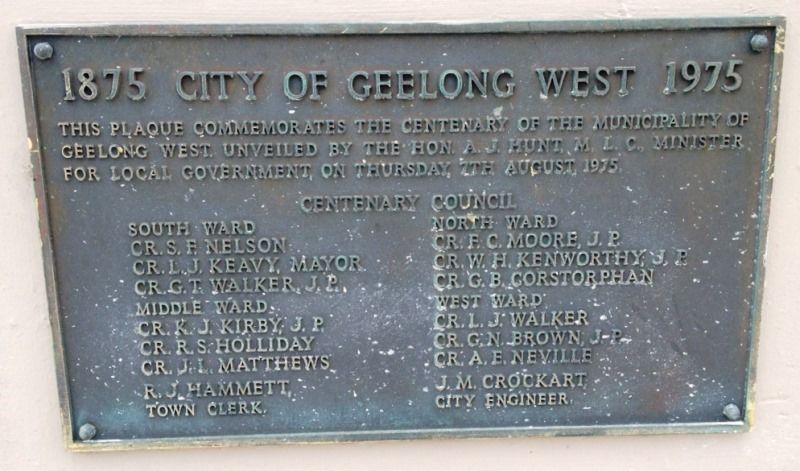 1875 CITY OF GEELONG WEST 1975
THIS PLAQUE COMMEMORATES THE CENTENARY OF THE MUNICIPALITY OF
GEELONG WEST. UNVEILED BY THE HON. A. J. HUNT, M. L. C., MINISTER
FOR LOCAL GOVERNMENT, ON THURSDAY, 7TH AUGUST, 1975.
CENTENARY COUNCIL
SOUTH WARD
CR. S. F. NELSON
CR. L. J. KEAVY, MAYOR
CR. G. T. WALKER, J. P.
MIDDLE WARD
CR. K. J. KIRBY, J. P.
CR. R. S. HOLLIDAY
CR. J. L. MATTHEWS
R. J. HAMMETT,
TOWN CLERK.
NORTH WARD
CR. F. C. MOORE, J. P.
CR. W. H. KENWORTHY, J. P.
CR. G. B. CORSTORPHAN
WEST WARD
CR. L. J. WALKER
CR. G. N. BROWN, J. P.
CR. A. E. NEVILLE
J. M. CROCKART,
CITY ENGINEER.